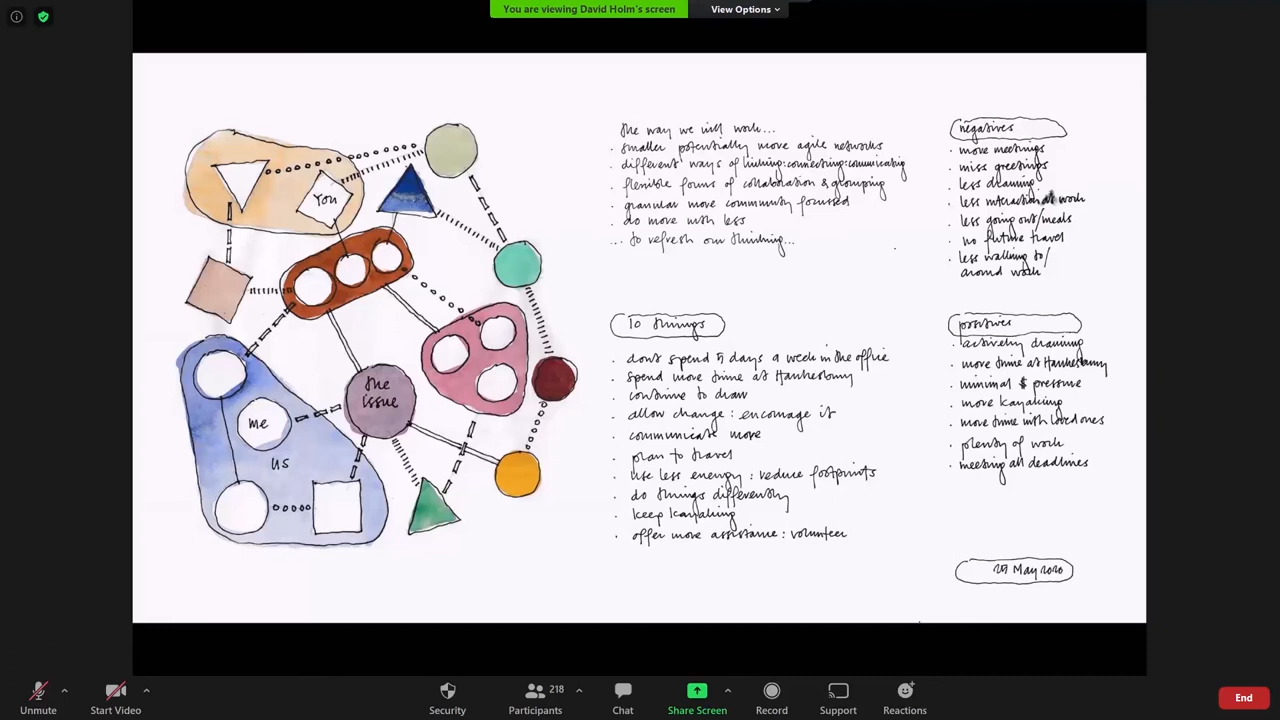 You are viewing David Holm's screen
View Options
You
me
us
the issue
the way we will work...
. smaller potentially more agile networks
. different ways of linking:connecting:communicating
. flexible forms of collaboration & grouping
. granular more community focussed
. do more with less
... to refresh our thinking...
negatives
. more meetings
. miss greetings
. less drawing
. less interaction at work
. less going out/meals
. no future travel
. less walking to/
around work
10 things
. dont spend 5 days a week in the office
. spend more time at Hawkesbury
. continue to draw
. allow change : encourage it
. communicate more
. plan to travel
. use less energy : reduce footprints
. do things differently
. keep kayaking
. offer more assistance : volunteer
positives
. actively drawing
. more time at Hawkesbury
. minimal $ pressure
. more kayaking
. more time with loved ones
. plenty of work
. meeting all deadlines
May 2020
Unmute
Start Video
Security
Participants
218
Chat
Share Screen
Record
Support
Reactions
End